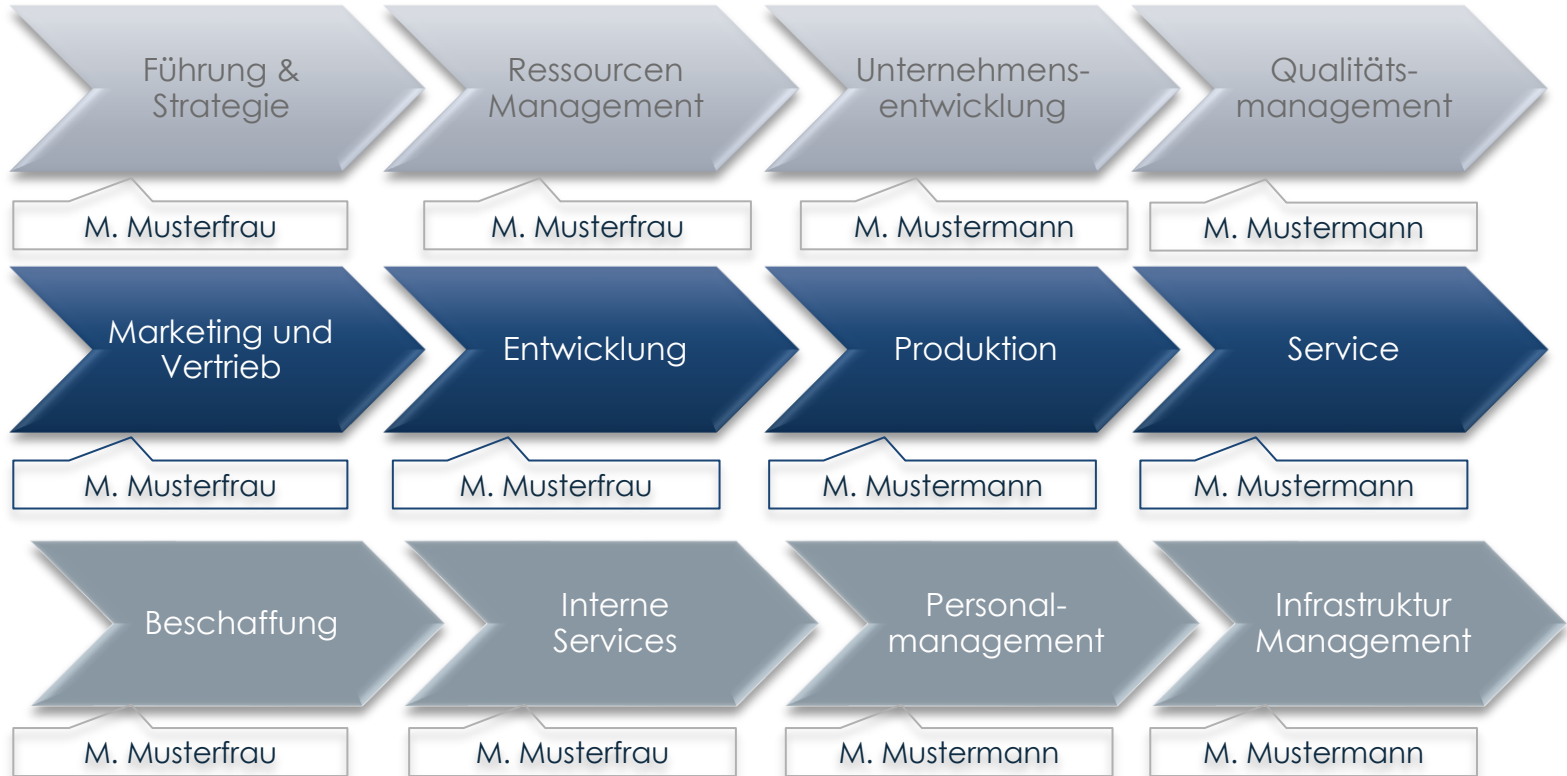 Führung &
Strategie
Ressourcen
Management
Unternehmens-
entwicklung
Qualitäts-
management
M. Musterfrau
M. Musterfrau
M. Mustermann
M. Mustermann
Marketing und
Vertrieb
Entwicklung
Produktion
Service
M. Musterfrau
M. Musterfrau
M. Mustermann
M. Mustermann
Beschaffung
Interne
Services
Personal-
management
Infrastruktur
Management
M. Musterfrau
M. Musterfrau
M. Mustermann
M. Mustermann